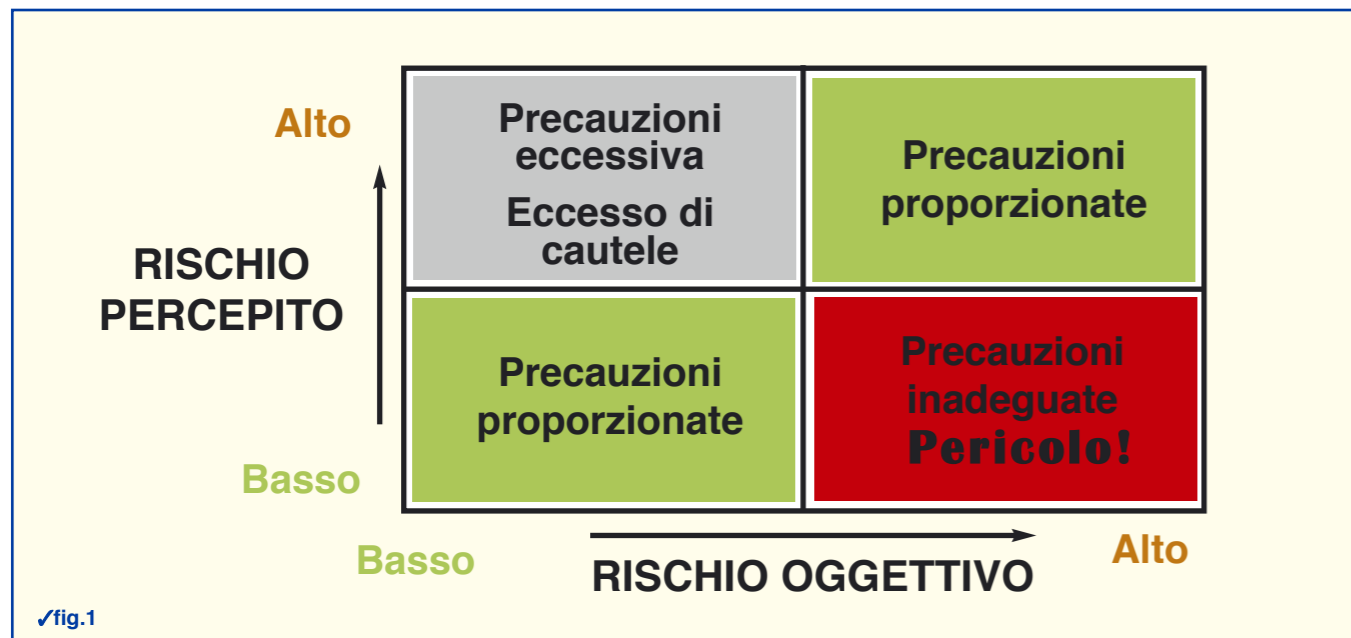 Alto
Precauzioni
eccessiva
Eccesso di
cautele
Precauzioni
proporzionate
RISCHIO
PERCEPITO
Precauzioni
proporzionate
Precauzioni
inadeguate
Pericolo!
Basso
Basso
RISCHIO OGGETTIVO
Alto
✓fig.1